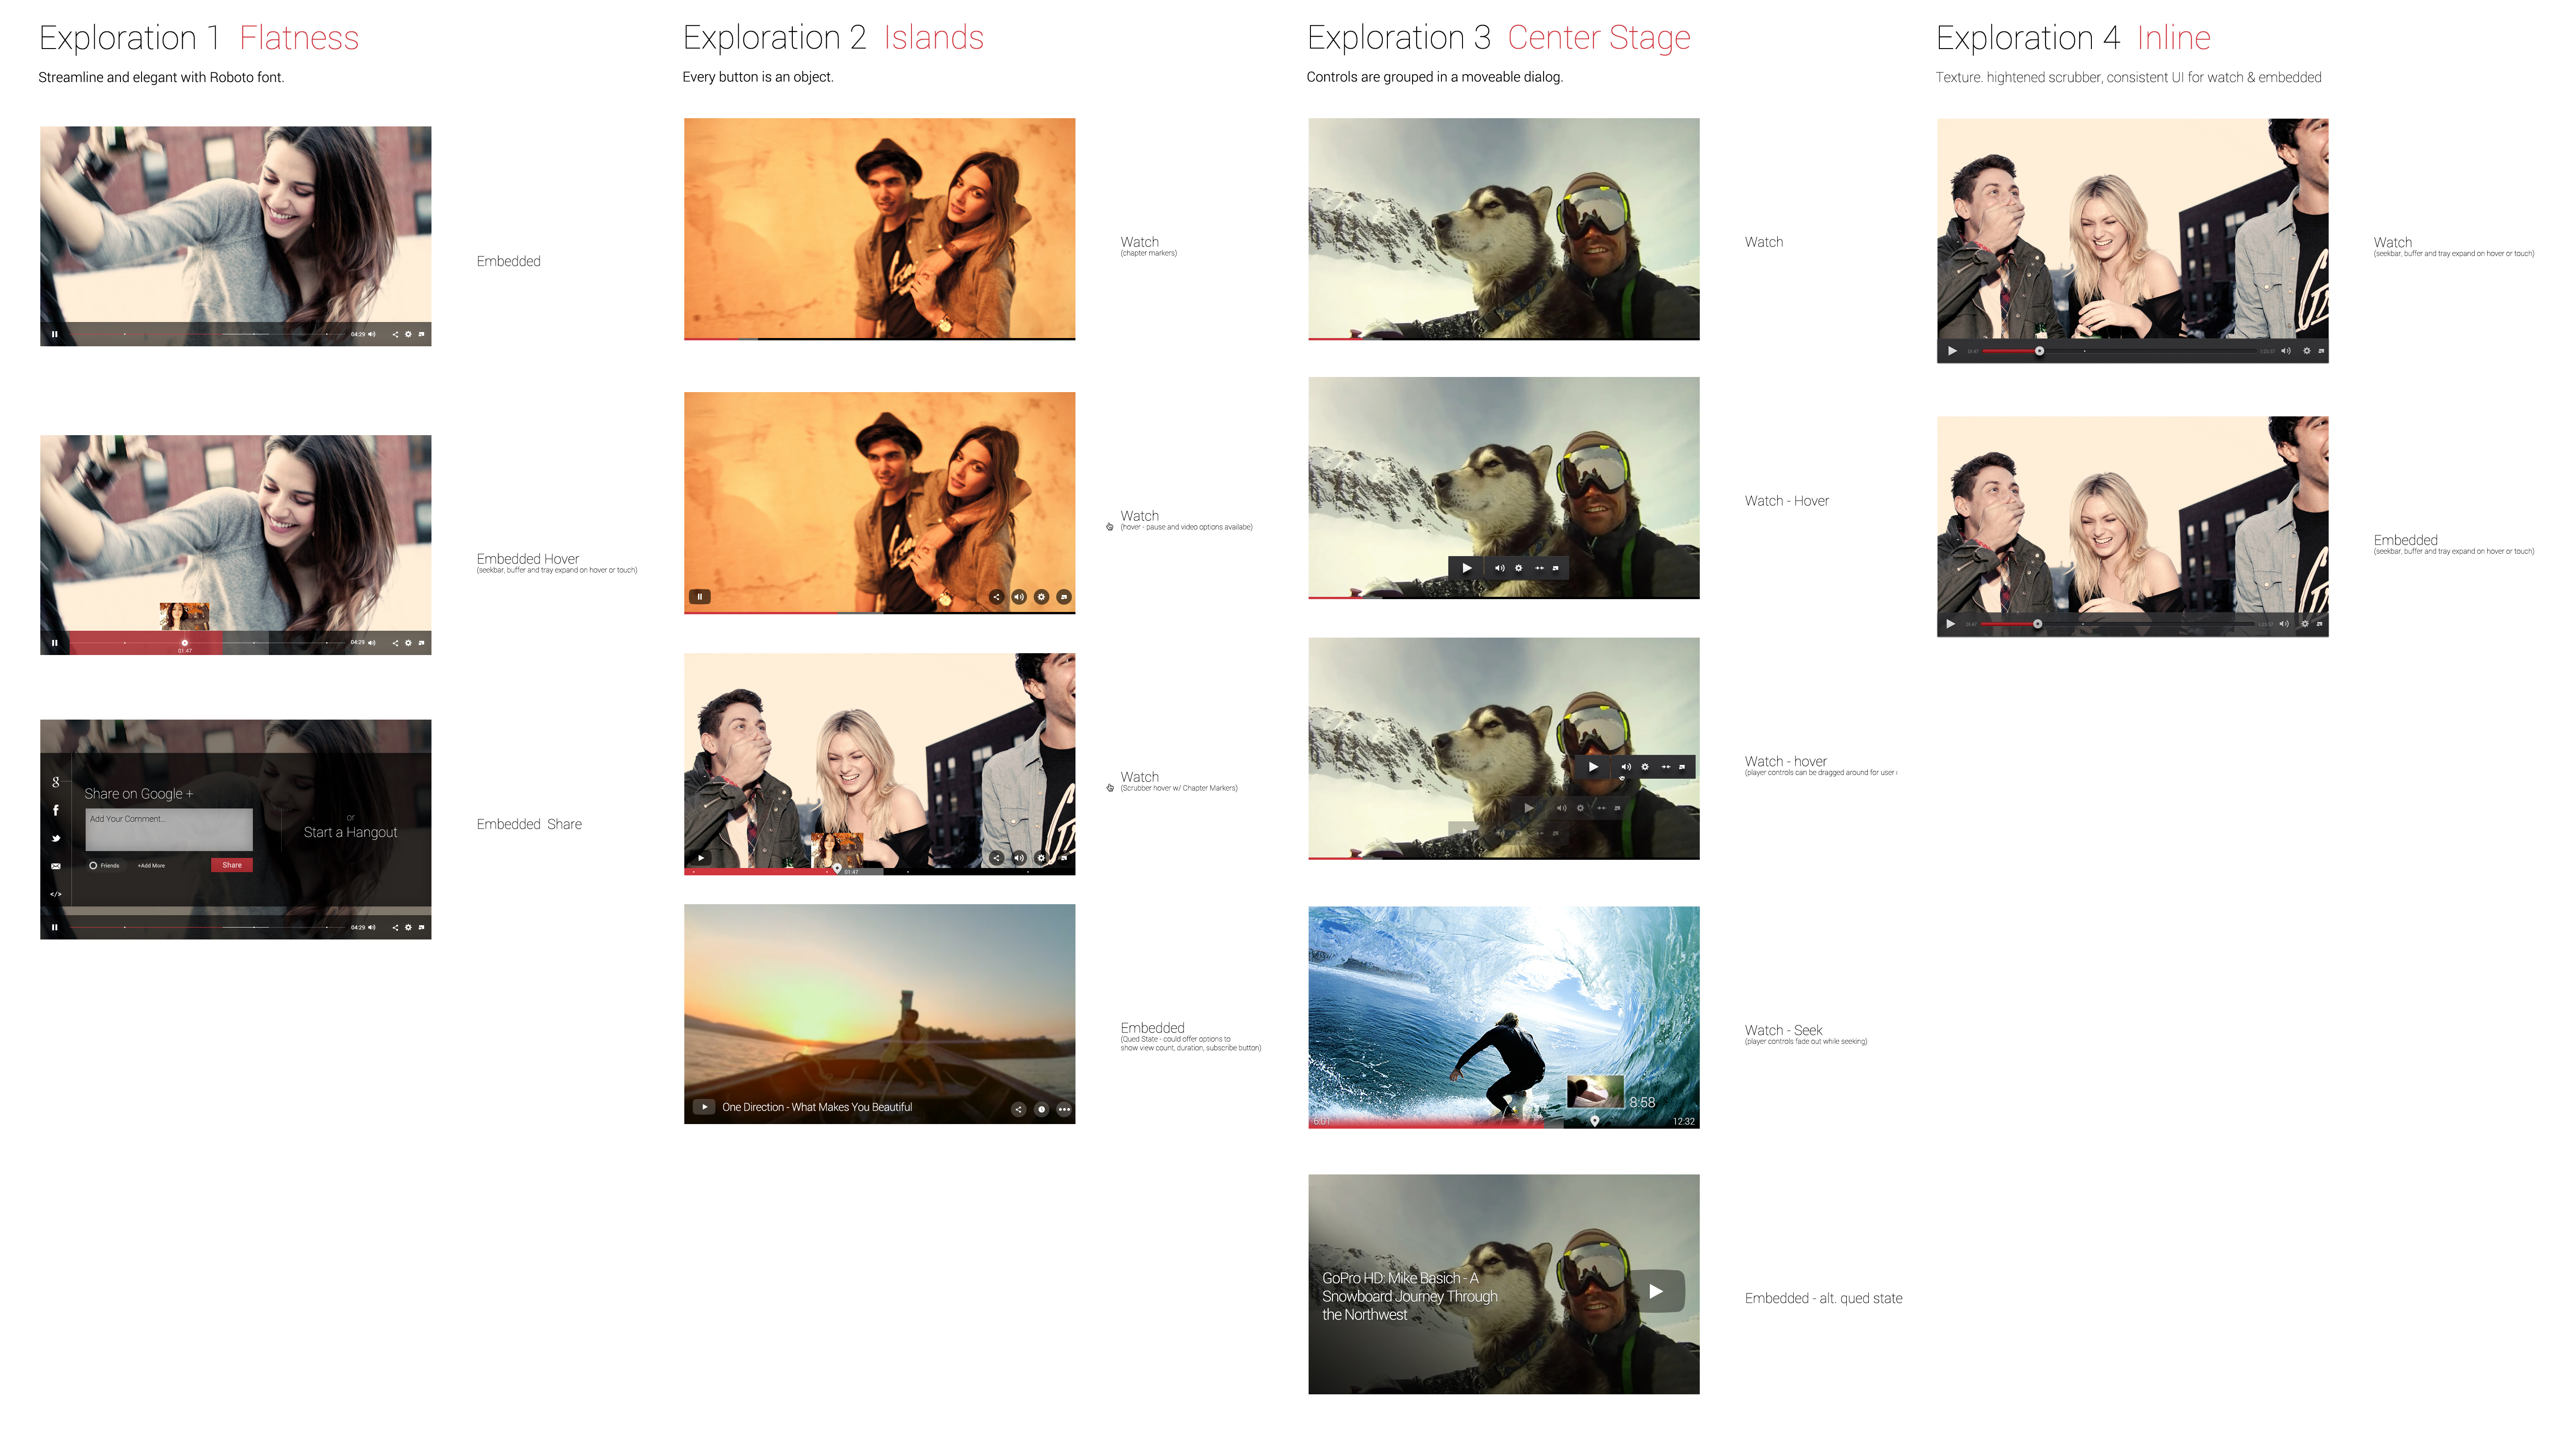 Exploration 1 Flatness
Streamline and elegant with Roboto font.
04:29
Embedded
01:47
04:29
Embedded Hover
(seekbar, buffer and tray expand on hover or touch)
Share on Google +
Add Your Comment...
Friends
+Add More
Share
or
Start a Hangout
</>
04:29
Embedded Share
Exploration 2 Islands
Every button is an object.
Watch
(chapter markers)
Watch
(hover - pause and video options availabe)
01:47
Watch
(Scrubber hover w/ Chapter Markers)
One Direction - What Makes You Beautiful
Embedded
(Qued State - could offer options to
show view count, duration, subscribe button)
Exploration 3 Center Stage
Controls are grouped in a moveable dialog.
Watch
Watch - Hover
Watch - hover
(player controls can be dragged around for user
6:01
8:58
12:32
Watch - Seek
(player controls fade out while seeking)
GoPro HD: Mike Basich - A
Snowboard Journey Through
the Northwest
Embedded - alt. qued state
Exploration 4 Inline
Texture. hightened scrubber, consistent UI for watch & embedded
01:47
Watch
(seekbar, buffer and tray expand on hover or touch)
Embedded
(seekbar, buffer and tray expand on hover or touch)